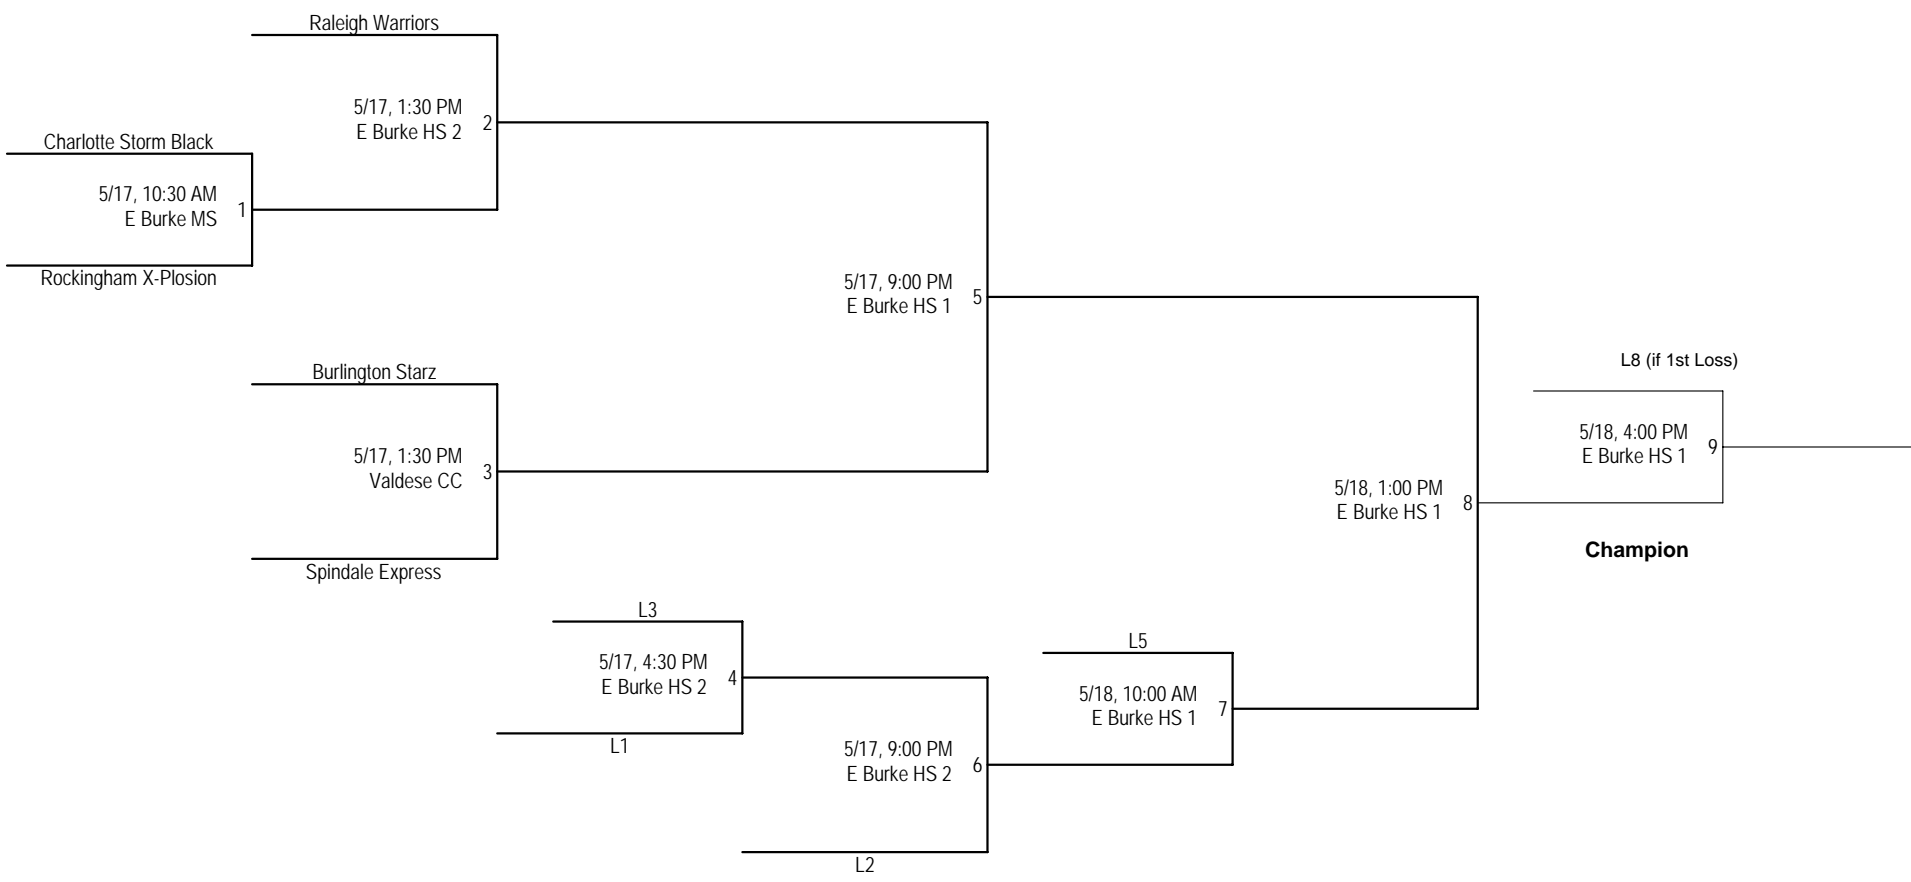 Raleigh Warriors
5/17, 1:30 PM
E Burke HS 2
2
Charlotte Storm Black
5/17, 10:30 AM
E Burke MS
1
Rockingham X-Plosion
5/17, 9:00 PM
E Burke HS 1
5
Burlington Starz
5/17, 1:30 PM
Valdese CC
3
Spindale Express
L8 (if 1st Loss)
5/18, 4:00 PM
E Burke HS 1
9
5/18, 1:00 PM
E Burke HS 1
8
Champion
L3
5/17, 4:30 PM
E Burke HS 2
4
L1
L5
5/18, 10:00 AM
E Burke HS 1
7
5/17, 9:00 PM
E Burke HS 2
6
L2